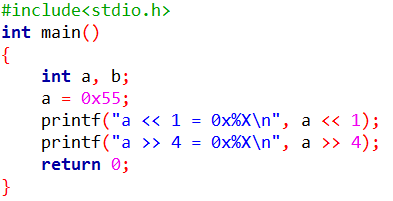 #include<stdio.h>
int main()
{
    int a, b;
    a = 0x55;
    printf("a << 1 = 0x%X\n", a << 1);
    printf("a >> 4 = 0x%X\n", a >> 4);
    return 0;
}